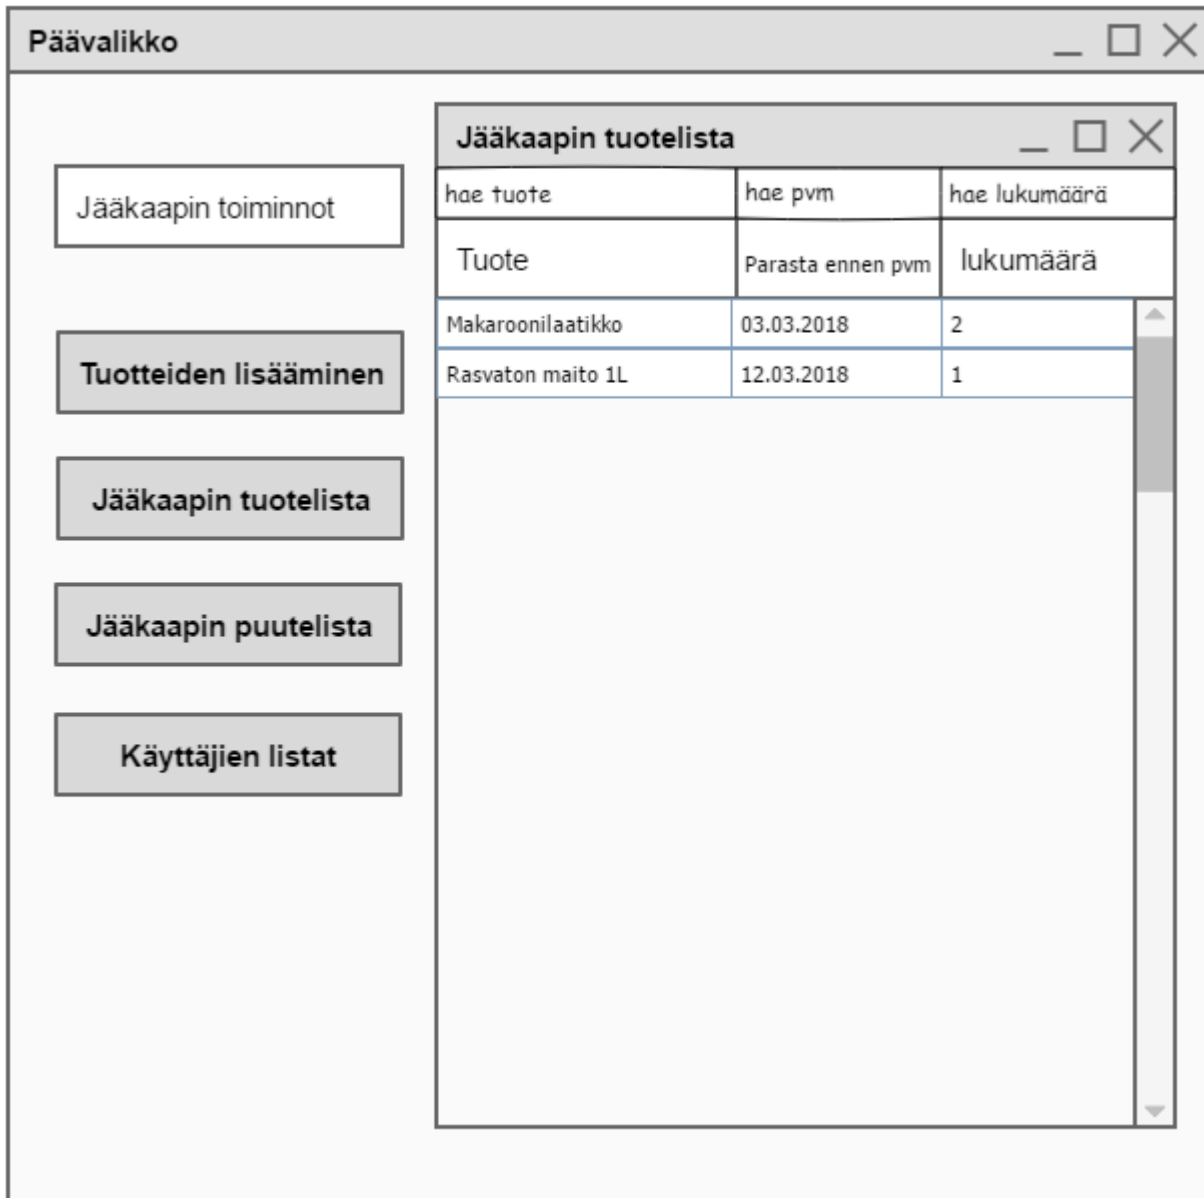 Päävalikko
Jääkaapin toiminnot
Tuotteiden lisääminen
Jääkaapin tuotelista
Jääkaapin puutelista
Käyttäjien listat
Jääkaapin tuotelista
hae tuote hae pvm hae lukumäärä
Tuote Parasta ennen pvm lukumäärä
Makaroonilaatikko 03.03.2018 2
Rasvaton maito 1L 12.03.2018 1